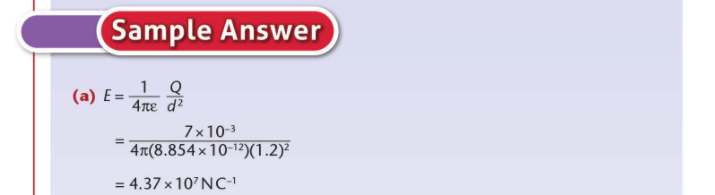 Sample Answer
(a) E = 1/4πε Q/d²
= 7×10⁻³/4π(8.854×10⁻¹²)(1.2)²
= 4.37×10⁷ N C⁻¹